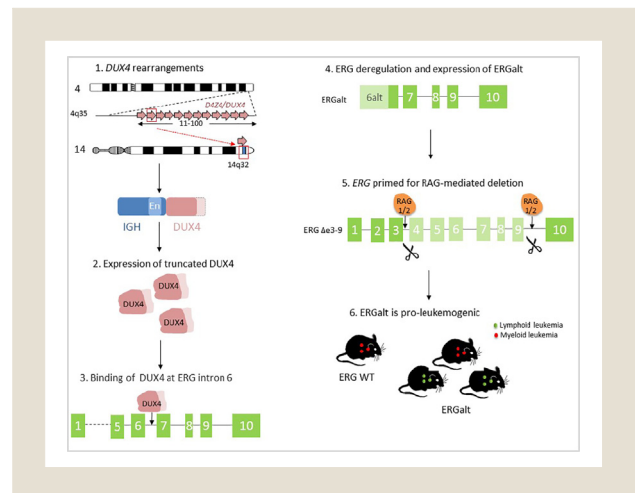 1. DUX4 rearrangements
4
D4Z4/DUX4
4q35
11-100
14
14q32
Eμ
IGH
DUX4
2. Expression of truncated DUX4
DUX4
DUX4
DUX4
3. Binding of DUX4 at ERG intron 6
DUX4
1
5
6
7
8
9
10
4. ERG deregulation and expression of ERGalt
ERGalt
6alt
7
8
9
10
5. ERG primed for RAG-mediated deletion
RAG
1/2
RAG
1/2
ERG Δe3-9
1
2
3
4
5
6
7
8
9
10
6. ERGalt is pro-leukemogenic
Lymphoid leukemia
Myeloid leukemia
ERG WT
ERGalt